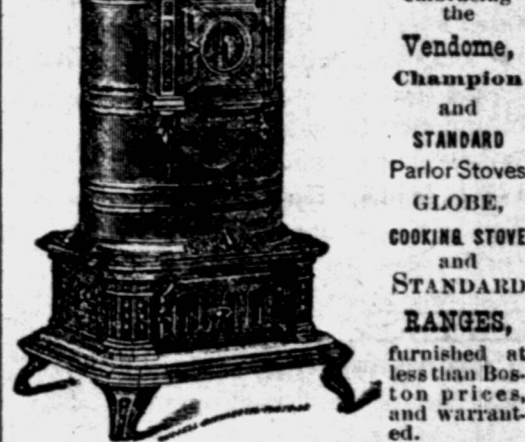 the
Vendome,
Champion
and
STANDARD
Parlor Stoves
GLOBE,
COOKING STOVE
and
STANDARD
RANGES,
furnished at
less than Bos-
ton prices,
and warrant-
ed.